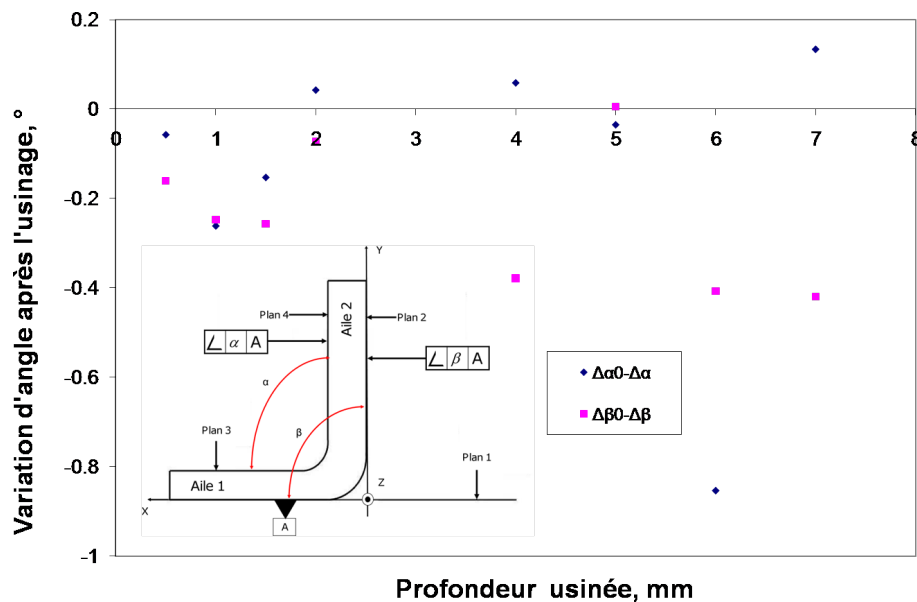 Variation d'angle après l'usinage, °
0.2
0.1
0
-0.2
-0.4
-0.6
-0.8
-1
0 1 2 3 4 5 6 7 8
Profondeur usinée, mm
Y
Plan 4
Aile 2
Plan 2
α A
β A
α
β
Plan 3
Plan 1
Aile 1
Z
X
A
Δα0-Δα
Δβ0-Δβ